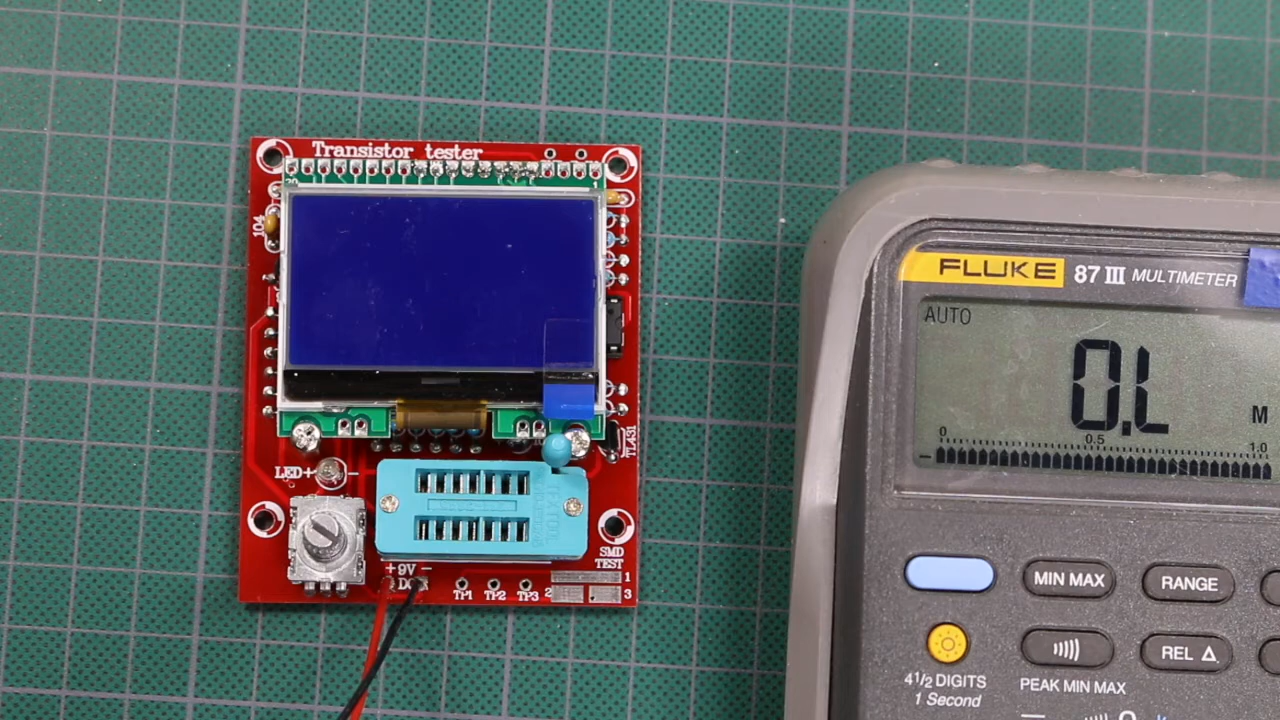 Transistor tester
20
1
104
TL431
LED+ -
+ 9V -
DC
SMD
TEST
1
2
3
TP1 TP2 TP3
FLUKE 87 III MULTIMETER
AUTO
0.L
M
0 0.5 1.0
MIN MAX
RANGE
REL Δ
4 1/2 DIGITS
1 Second
PEAK MIN MAX